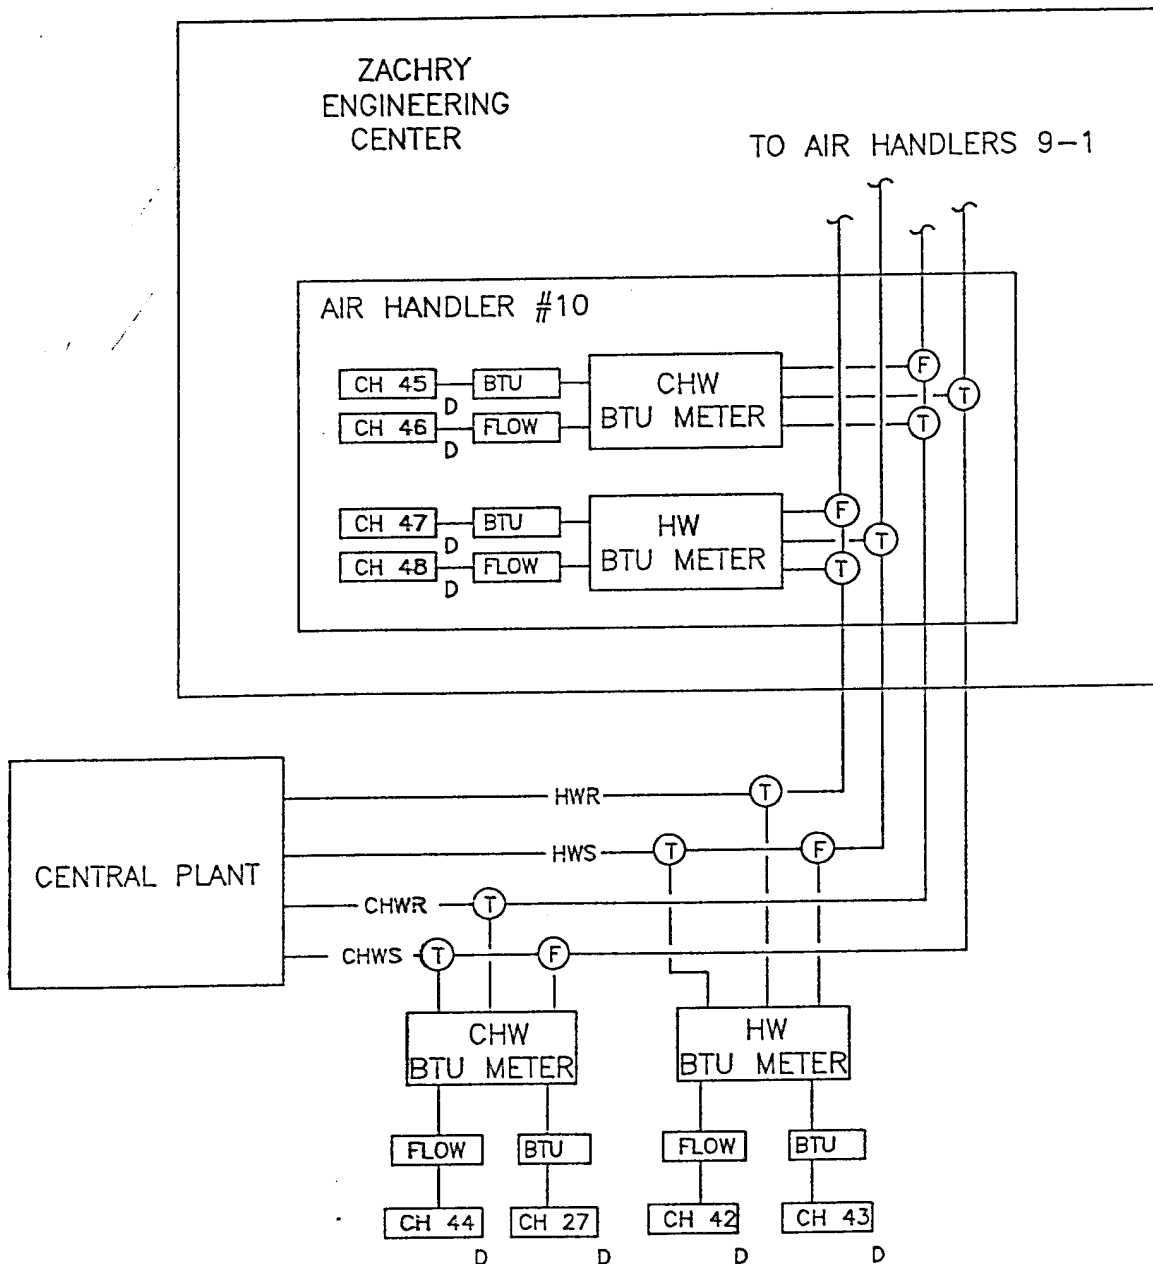 ZACHRY
ENGINEERING
CENTER
TO AIR HANDLERS 9-1
AIR HANDLER #10
CH 45
D
BTU
CHW
BTU METER
F
T
T
CH 46
D
FLOW
CH 47
D
BTU
HW
BTU METER
F
T
T
CH 48
D
FLOW
CENTRAL PLANT
HWR
T
HWS
T
F
CHWR
T
CHWS
T
F
CHW
BTU METER
HW
BTU METER
FLOW
BTU
FLOW
BTU
CH 44
D
CH 27
D
CH 42
D
CH 43
D